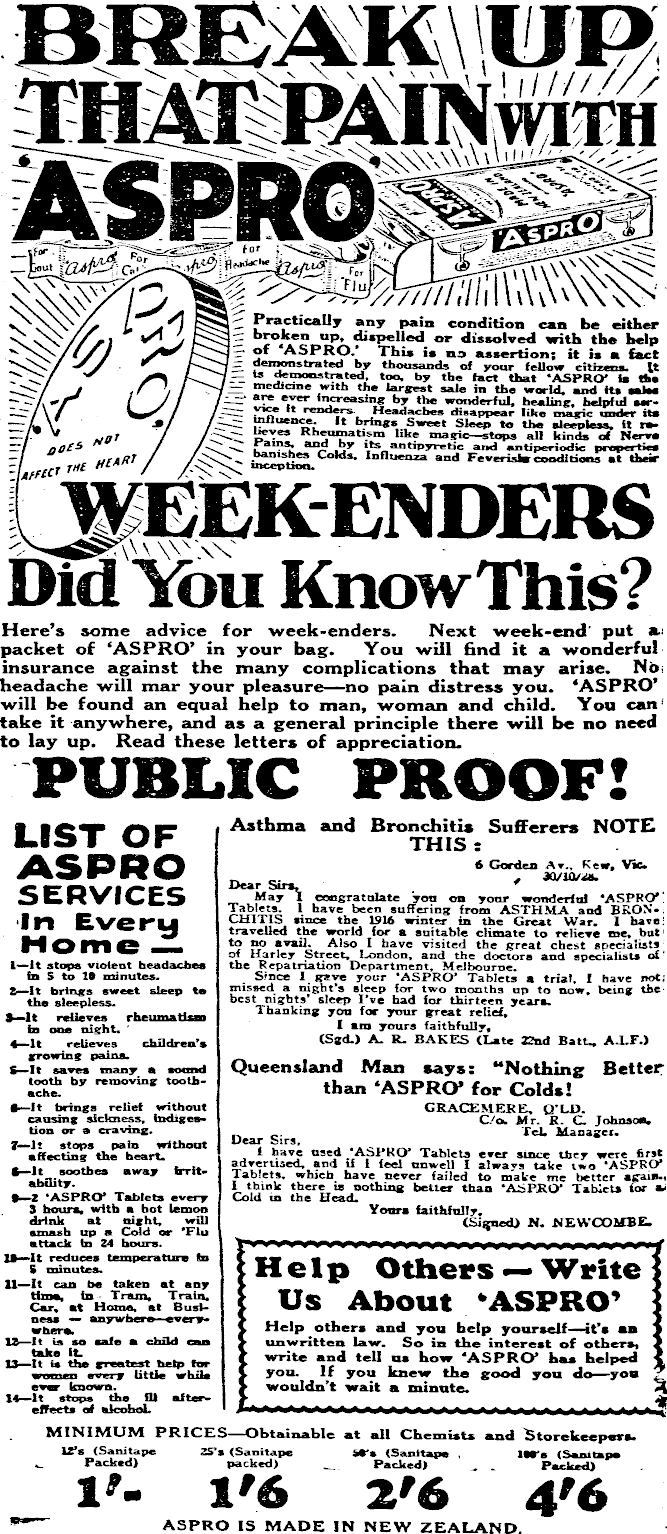 BREAK UP
THAT PAIN WITH
'ASPRO'
'ASPRO'
For Gout
Aspro
For
For Headache
Aspro
For 'Flu
'ASPRO'
DOES NOT
AFFECT THE HEART
Practically any pain condition can be either
broken up, dispelled or dissolved with the help
of 'ASPRO.' This is no assertion; it is a fact
demonstrated by thousands of your fellow citizens. It
is demonstrated, too, by the fact that 'ASPRO' is the
medicine with the largest sale in the world, and its sales
are ever increasing by the wonderful, healing, helpful ser-
vice it renders. Headaches disappear like magic under its
influence. It brings Sweet Sleep to the sleepless, it re-
lieves Rheumatism like magic—stops all kinds of Nerve
Pains, and by its antipyretic and antiperiodic properties
banishes Colds, Influenza and Feverish conditions at their
inception.
WEEK-ENDERS
Did You Know This?
Here's some advice for week-enders. Next week-end put a
packet of 'ASPRO' in your bag. You will find it a wonderful
insurance against the many complications that may arise. No
headache will mar your pleasure—no pain distress you. 'ASPRO'
will be found an equal help to man, woman and child. You can
take it anywhere, and as a general principle there will be no need
to lay up. Read these letters of appreciation.
PUBLIC PROOF!
LIST OF
ASPRO
SERVICES
In Every
Home—
1—It stops violent headaches
in 5 to 10 minutes.
2—It brings sweet sleep to
the sleepless.
3—It relieves rheumatism
in one night.
4—It relieves children's
growing pains.
5—It saves many a sound
tooth by removing tooth-
ache.
6—It brings relief without
causing sickness, indiges-
tion or a craving.
7—It stops pain without
affecting the heart.
8—It soothes away irrit-
ability.
9—2 'ASPRO' Tablets every
3 hours, with a hot lemon
drink at night, will
smash up a Cold or 'Flu
attack in 24 hours.
10—It reduces temperature in
5 minutes.
11—It can be taken at any
time, in Tram, Train,
Car, at Home, at Busi-
ness — anywhere—every-
where.
12—It is so safe a child can
take it.
13—It is the greatest help for
women every little while
ever known.
14—It stops the ill after-
effects of alcohol.
Asthma and Bronchitis Sufferers NOTE
THIS :
6 Gorden Av., Kew, Vic.
30/10/28.
Dear Sirs,
May I congratulate you on your wonderful 'ASPRO'
Tablets. I have been suffering from ASTHMA and BRON-
CHITIS since the 1916 winter in the Great War. I have
travelled the world for a suitable climate to relieve me, but
to no avail. Also I have visited the great chest specialists
of Harley Street, London, and the doctors and specialists of
the Repatriation Department, Melbourne.
Since I gave your 'ASPRO' Tablets a trial, I have not
missed a night's sleep for two months up to now, being the
best nights' sleep I've had for thirteen years.
Thanking you for your great relief,
I am yours faithfully,
(Sgd.) A. R. BAKES (Late 22nd Batt., A.I.F.)
Queensland Man says: "Nothing Better
than 'ASPRO' for Colds!
GRACEMERE, Q'LD.
C/o. Mr. R. C. Johnson,
Tel. Manager.
Dear Sirs,
I have used 'ASPRO' Tablets ever since they were first
advertised, and if I feel unwell I always take two 'ASPRO'
Tablets, which have never failed to make me better again.
I think there is nothing better than 'ASPRO' Tablets for a
Cold in the Head.
Yours faithfully,
(Signed) N. NEWCOMBE.
Help Others — Write
Us About 'ASPRO'
Help others and you help yourself—it's an
unwritten law. So in the interest of others,
write and tell us how 'ASPRO' has helped
you. If you knew the good you do—you
wouldn't wait a minute.
MINIMUM PRICES—Obtainable at all Chemists and Storekeepers.
12's (Sanitape Packed)
25's (Sanitape packed)
50's (Sanitape Packed)
100's (Sanitape Packed)
1'- 1'6 2'6 4'6
ASPRO IS MADE IN NEW ZEALAND.